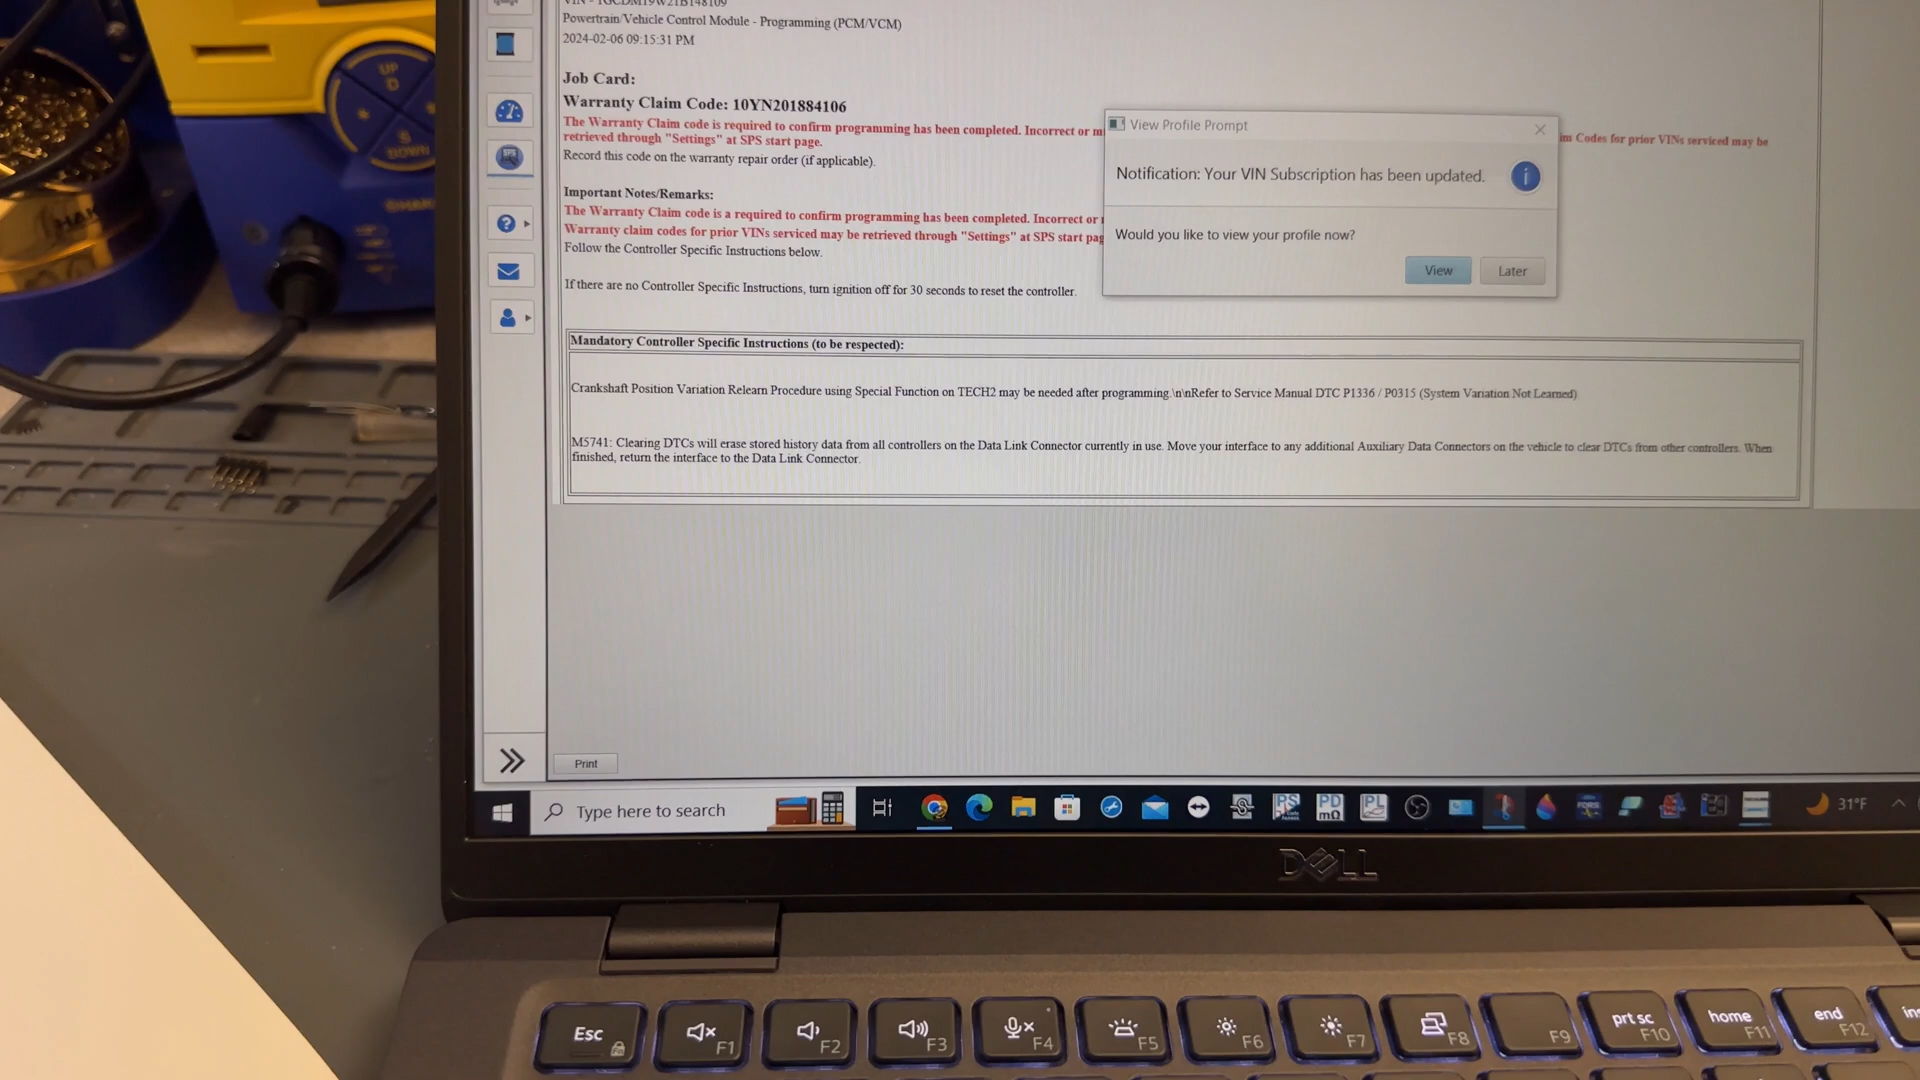 Powertrain/Vehicle Control Module - Programming (PCM/VCM)
2024-02-06 09:15:31 PM
Job Card:
Warranty Claim Code: 10YN201884106
The Warranty Claim code is required to confirm programming has been completed. Incorrect or
im Codes for prior VINs serviced may be
retrieved through "Settings" at SPS start page.
Record this code on the warranty repair order (if applicable).
Important Notes/Remarks:
The Warranty Claim code is a required to confirm programming has been completed. Incorrect or
Warranty claim codes for prior VINs serviced may be retrieved through "Settings" at SPS start pag
Follow the Controller Specific Instructions below.
If there are no Controller Specific Instructions, turn ignition off for 30 seconds to reset the controller.
View Profile Prompt
Notification: Your VIN Subscription has been updated.
Would you like to view your profile now?
View
Later
Mandatory Controller Specific Instructions (to be respected):
Crankshaft Position Variation Relearn Procedure using Special Function on TECH2 may be needed after programming.\n\nRefer to Service Manual DTC P1336 / P0315 (System Variation Not Learned)
M5741: Clearing DTCs will erase stored history data from all controllers on the Data Link Connector currently in use. Move your interface to any additional Auxiliary Data Connectors on the vehicle to clear DTCs from other controllers. When
finished, return the interface to the Data Link Connector.
Print
Type here to search
31°F
DELL
UP
DOWN
Esc
F1
F2
F3
F4
F5
F6
F7
F8
F9
prt sc
F10
home
F11
end
F12